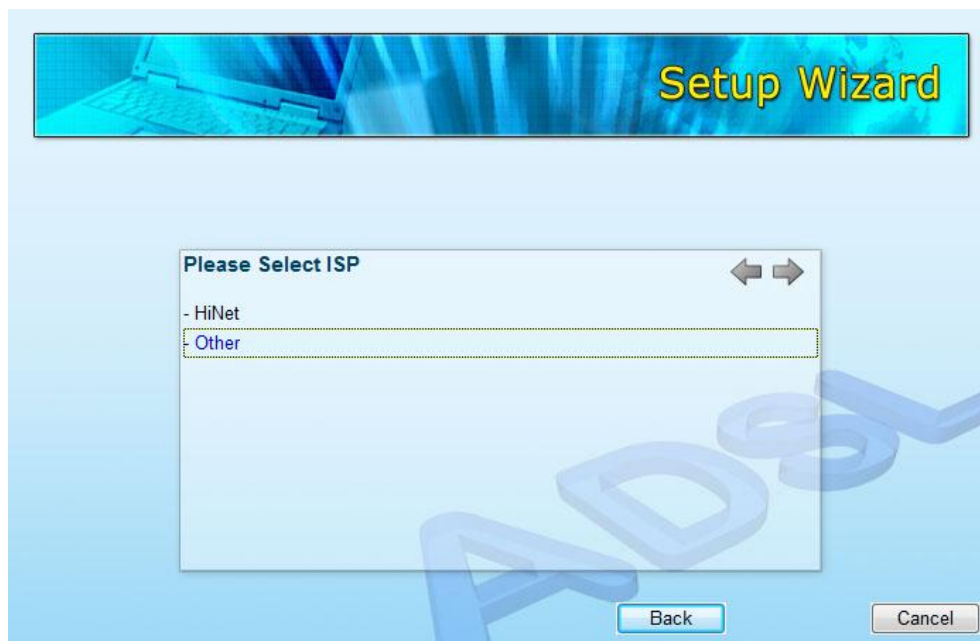 Setup Wizard
Please Select ISP
- HiNet
- Other
ADSL
Back
Cancel